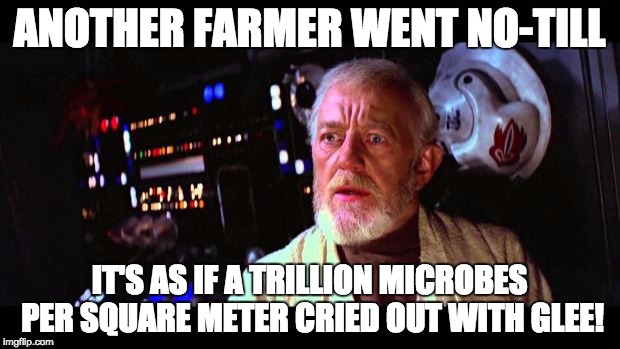 ANOTHER FARMER WENT NO-TILL
IT'S AS IF A TRILLION MICROBES
PER SQUARE METER CRIED OUT WITH GLEE!
imgflip.com